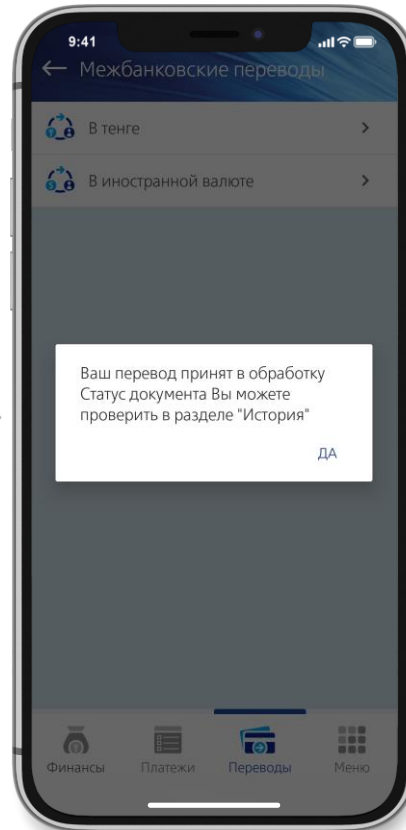 9:41
Межбанковские переводы
В тенге
В иностранной валюте
Ваш перевод принят в обработку
Статус документа Вы можете
проверить в разделе "История"
ДА
Финансы
Платежи
Переводы
Меню